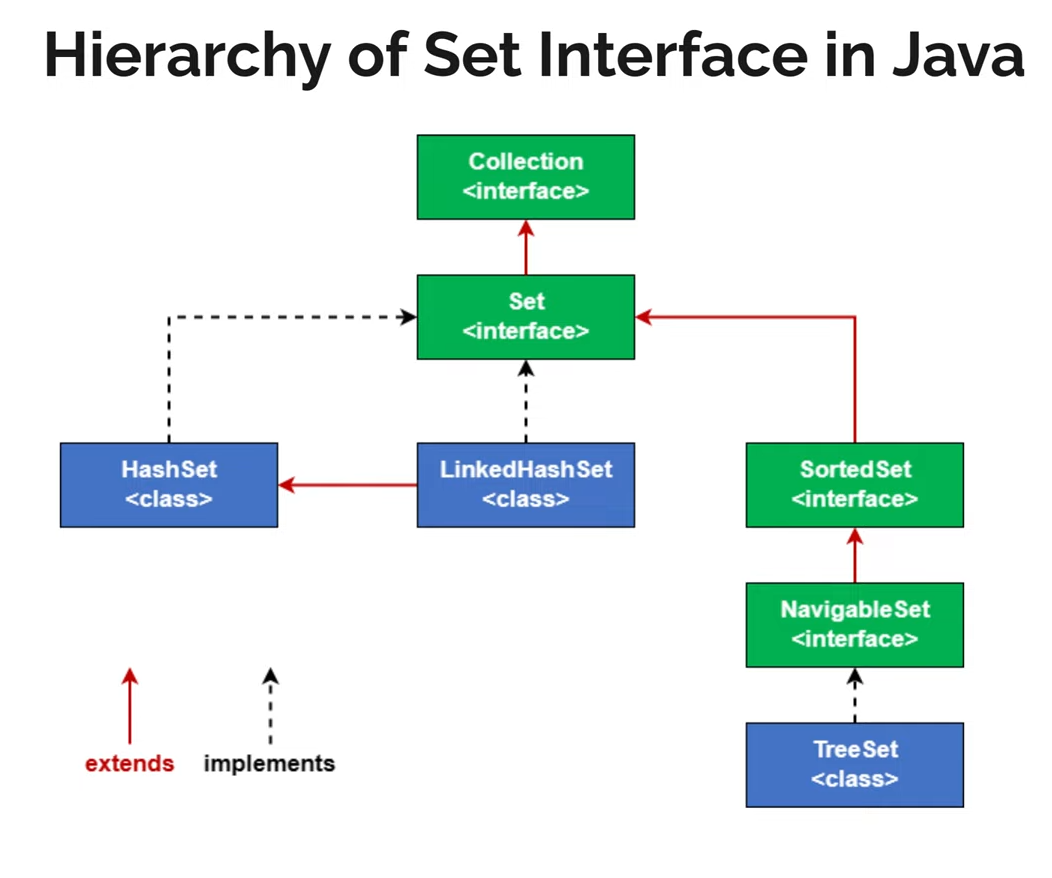 Hierarchy of Set Interface in Java
Collection
<interface>
Set
<interface>
HashSet
<class>
LinkedHashSet
<class>
SortedSet
<interface>
NavigableSet
<interface>
TreeSet
<class>
extends
implements